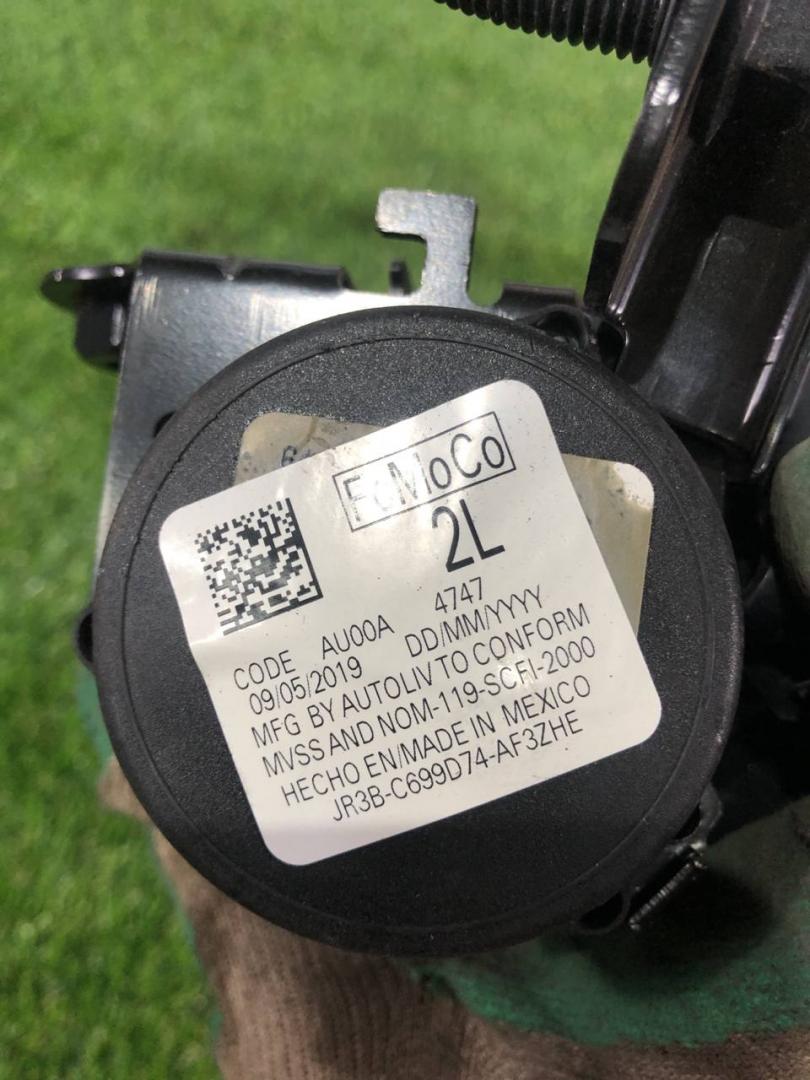 FoMoCo
2L
CODE AU00A 4747
09/05/2019 DD/MM/YYYY
MFG BY AUTOLIV TO CONFORM
MVSS AND NOM-119-SCFI-2000
HECHO EN/MADE IN MEXICO
JR3B-C699D74-AF3ZHE